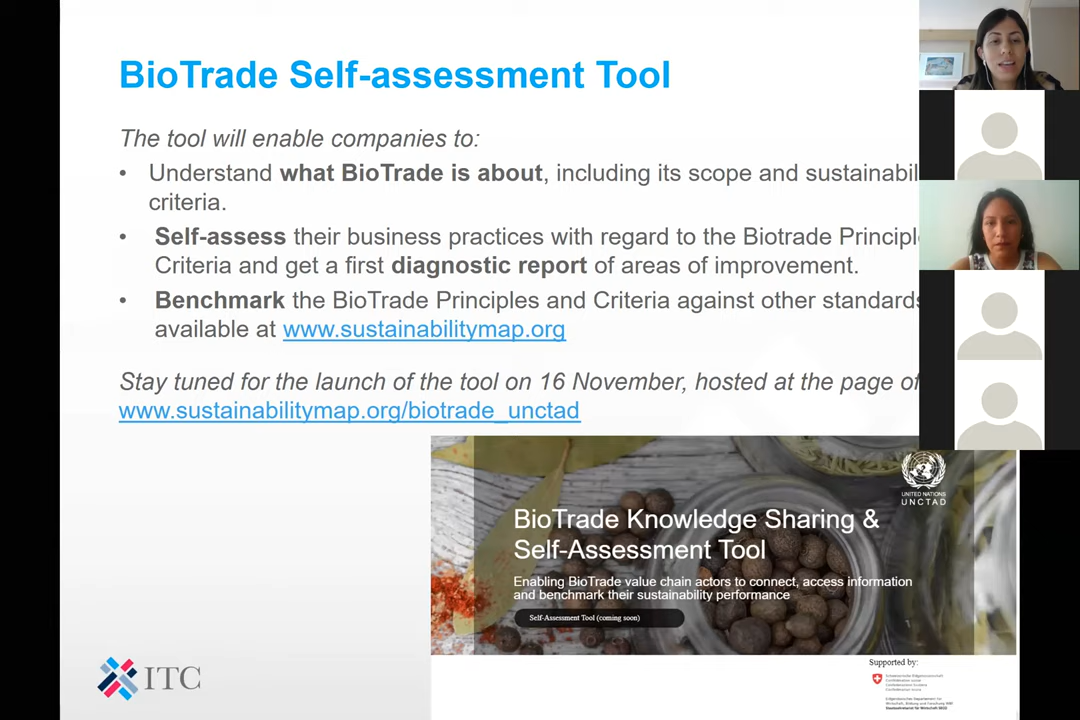 BioTrade Self-assessment Tool
The tool will enable companies to:
• Understand what BioTrade is about, including its scope and sustainabil
criteria.
• Self-assess their business practices with regard to the Biotrade Principl
Criteria and get a first diagnostic report of areas of improvement.
• Benchmark the BioTrade Principles and Criteria against other standards
available at www.sustainabilitymap.org
Stay tuned for the launch of the tool on 16 November, hosted at the page of
www.sustainabilitymap.org/biotrade_unctad
UNITED NATIONS
UNCTAD
BioTrade Knowledge Sharing &
Self-Assessment Tool
Enabling BioTrade value chain actors to connect, access information
and benchmark their sustainability performance
Self-Assessment Tool (coming soon)
ITC
Supported by: